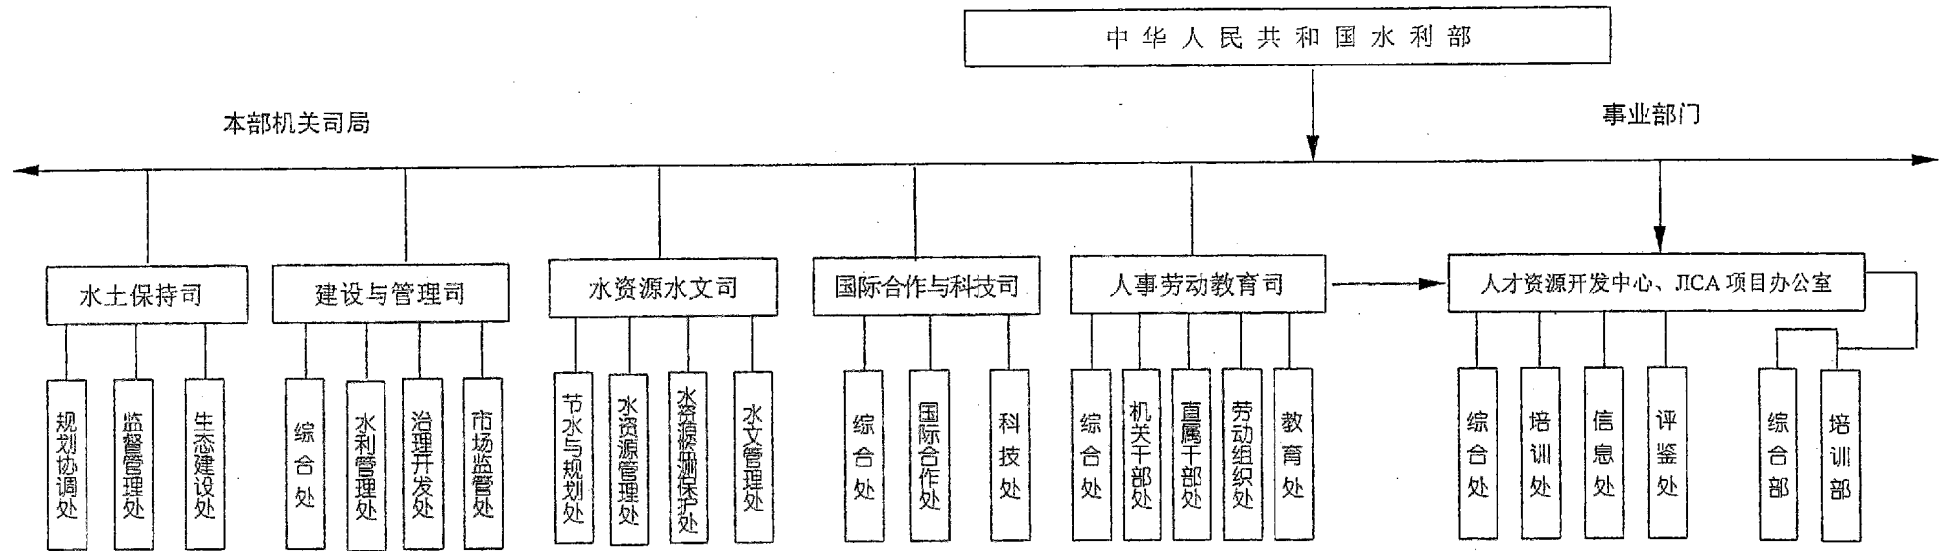 中华人民共和国水利部
本部机关司局
事业部门
水土保持司
建设与管理司
水资源水文司
国际合作与科技司
人事劳动教育司
人才资源开发中心、JICA 项目办公室
规划协调处
监督管理处
生态建设处
综合处
水利管理处
治理开发处
市场监管处
节水与规划处
水资源管理处
水文管理处
综合处
国际合作处
科技处
综合处
机关干部处
直属干部处
劳动组织处
教育处
综合处
培训处
信息处
评鉴处
综合部
培训部